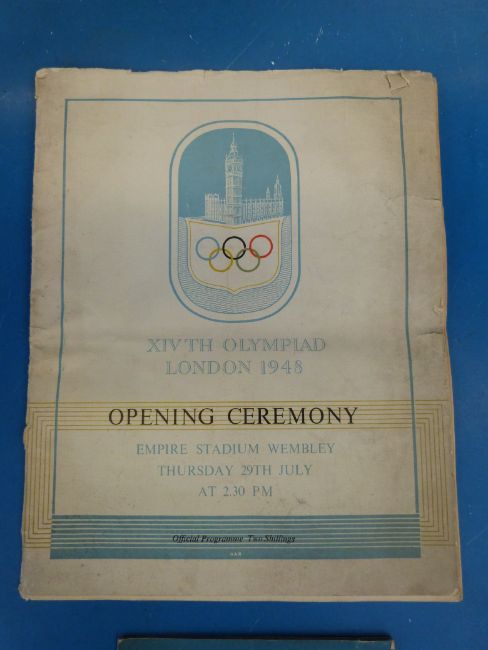 XIVTH OLYMPIAD
LONDON 1948
OPENING CEREMONY
EMPIRE STADIUM WEMBLEY
THURSDAY 29TH JULY
AT 2.30 PM
Official Programme Two Shillings